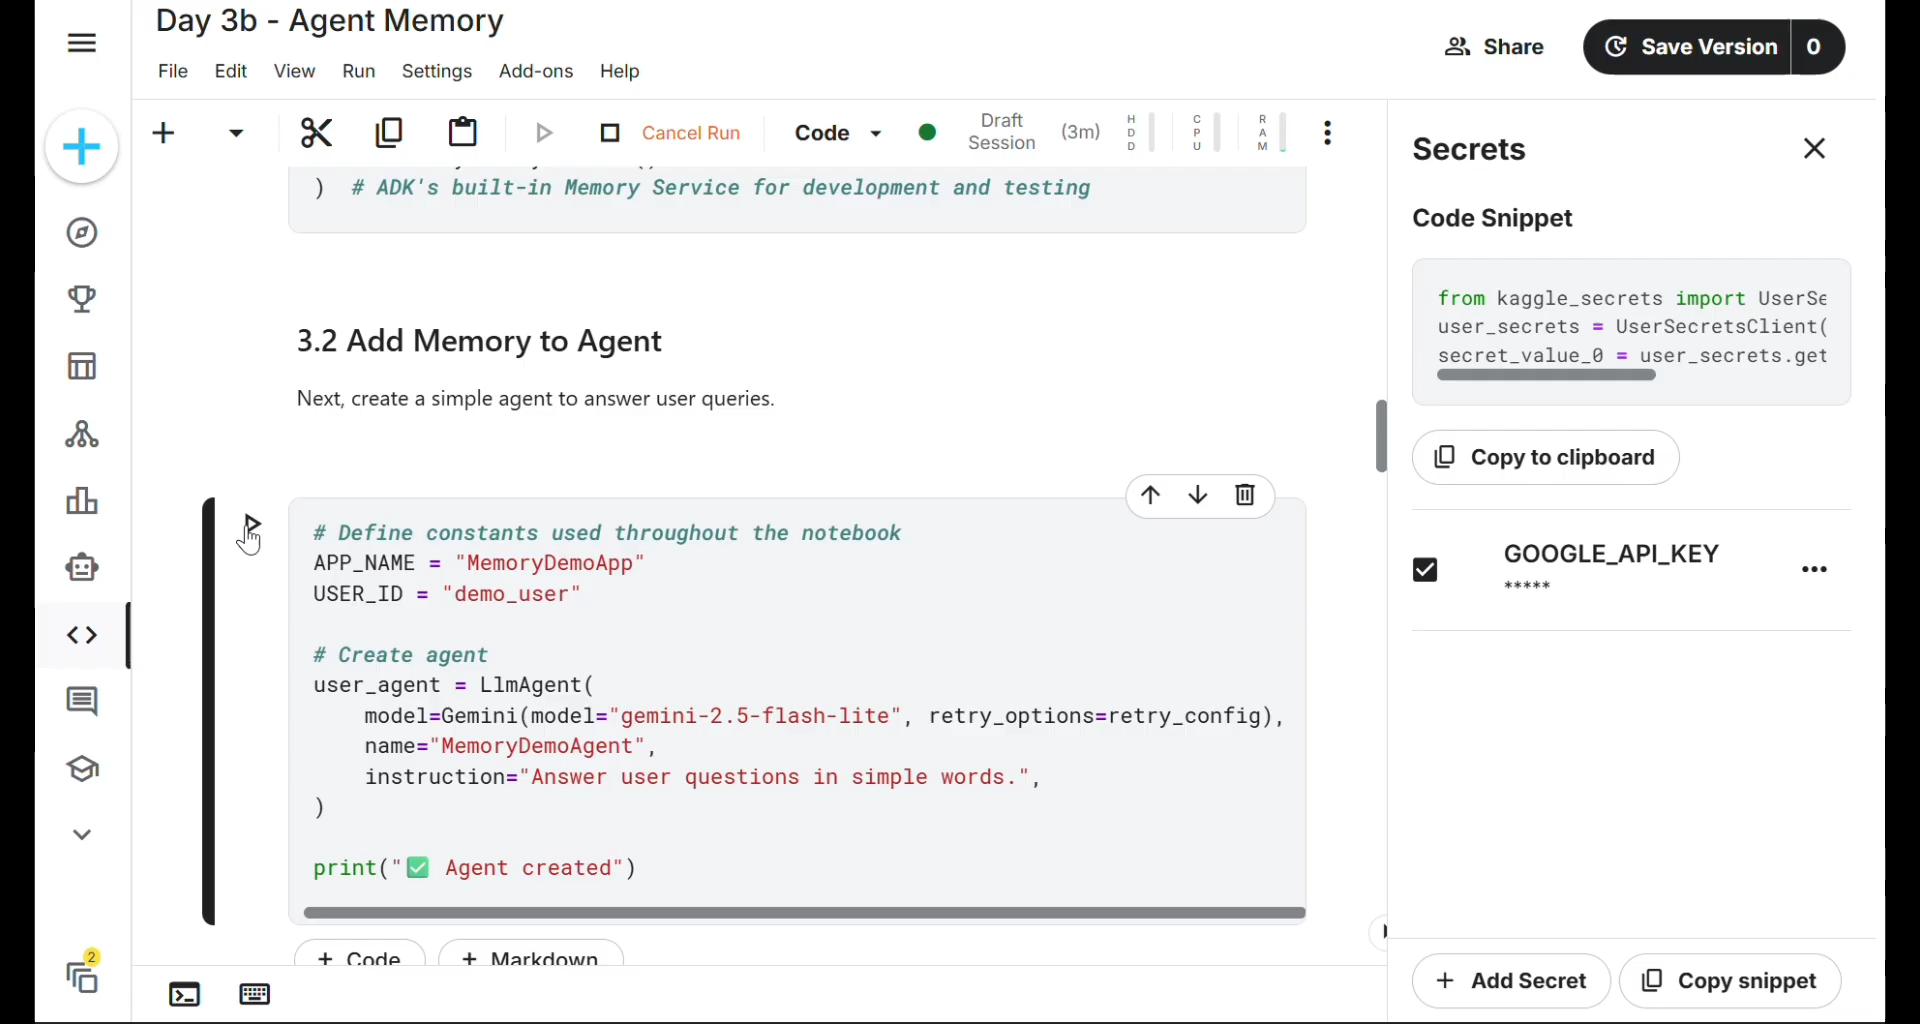 Day 3b - Agent Memory
File Edit View Run Settings Add-ons Help
Share
Save Version 0
Cancel Run
Code
Draft Session
(3m)
HDD
CPU
RAM
) # ADK's built-in Memory Service for development and testing
3.2 Add Memory to Agent
Next, create a simple agent to answer user queries.
# Define constants used throughout the notebook
APP_NAME = "MemoryDemoApp"
USER_ID = "demo_user"
# Create agent
user_agent = LlmAgent(
model=Gemini(model="gemini-2.5-flash-lite", retry_options=retry_config),
name="MemoryDemoAgent",
instruction="Answer user questions in simple words.",
)
print("✅ Agent created")
+ Code + Markdown
2
Secrets
Code Snippet
from kaggle_secrets import UserSe
user_secrets = UserSecretsClient(
secret_value_0 = user_secrets.get
Copy to clipboard
GOOGLE_API_KEY
*****
+ Add Secret
Copy snippet